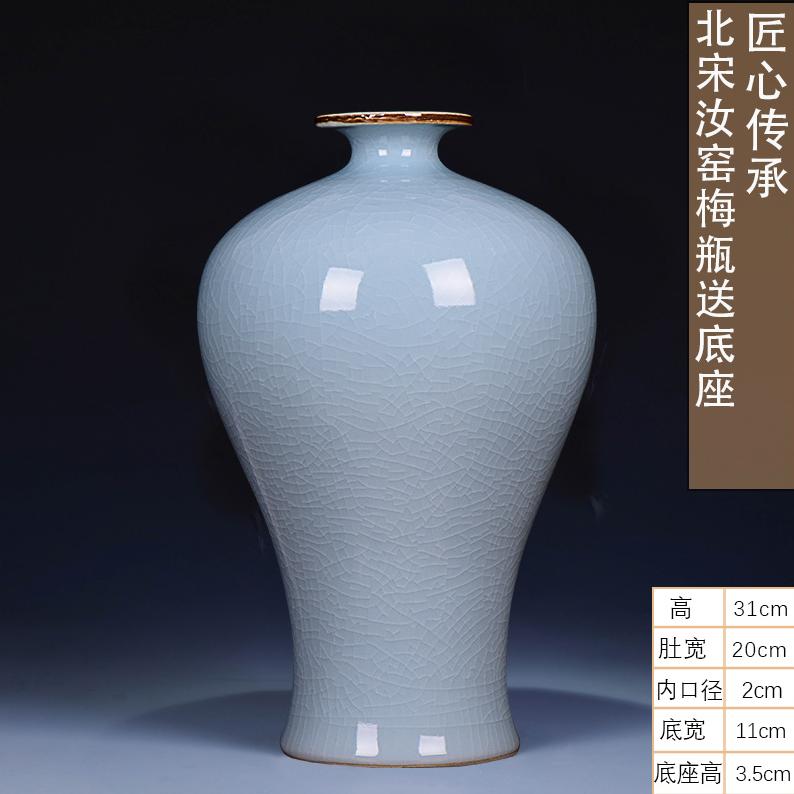 匠心传承
北宋汝窑梅瓶送底座
高 31cm
肚宽 20cm
内口径 2cm
底宽 11cm
底座高 3.5cm